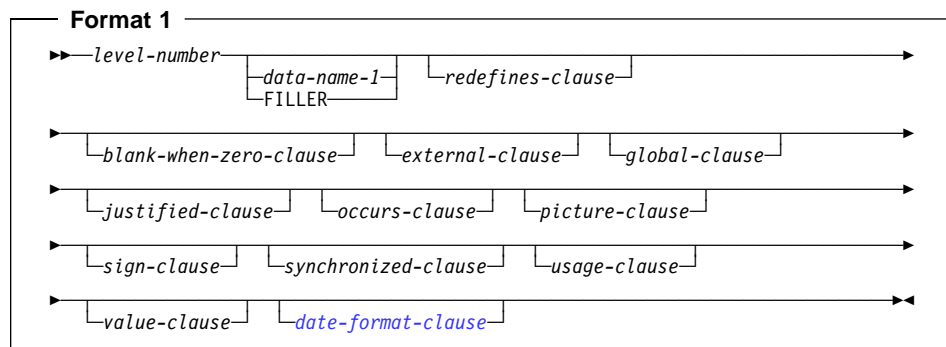 Format 1
level-number data-name-1 redefines-clause
FILLER
blank-when-zero-clause external-clause global-clause
justified-clause occurs-clause picture-clause
sign-clause synchronized-clause usage-clause
value-clause date-format-clause